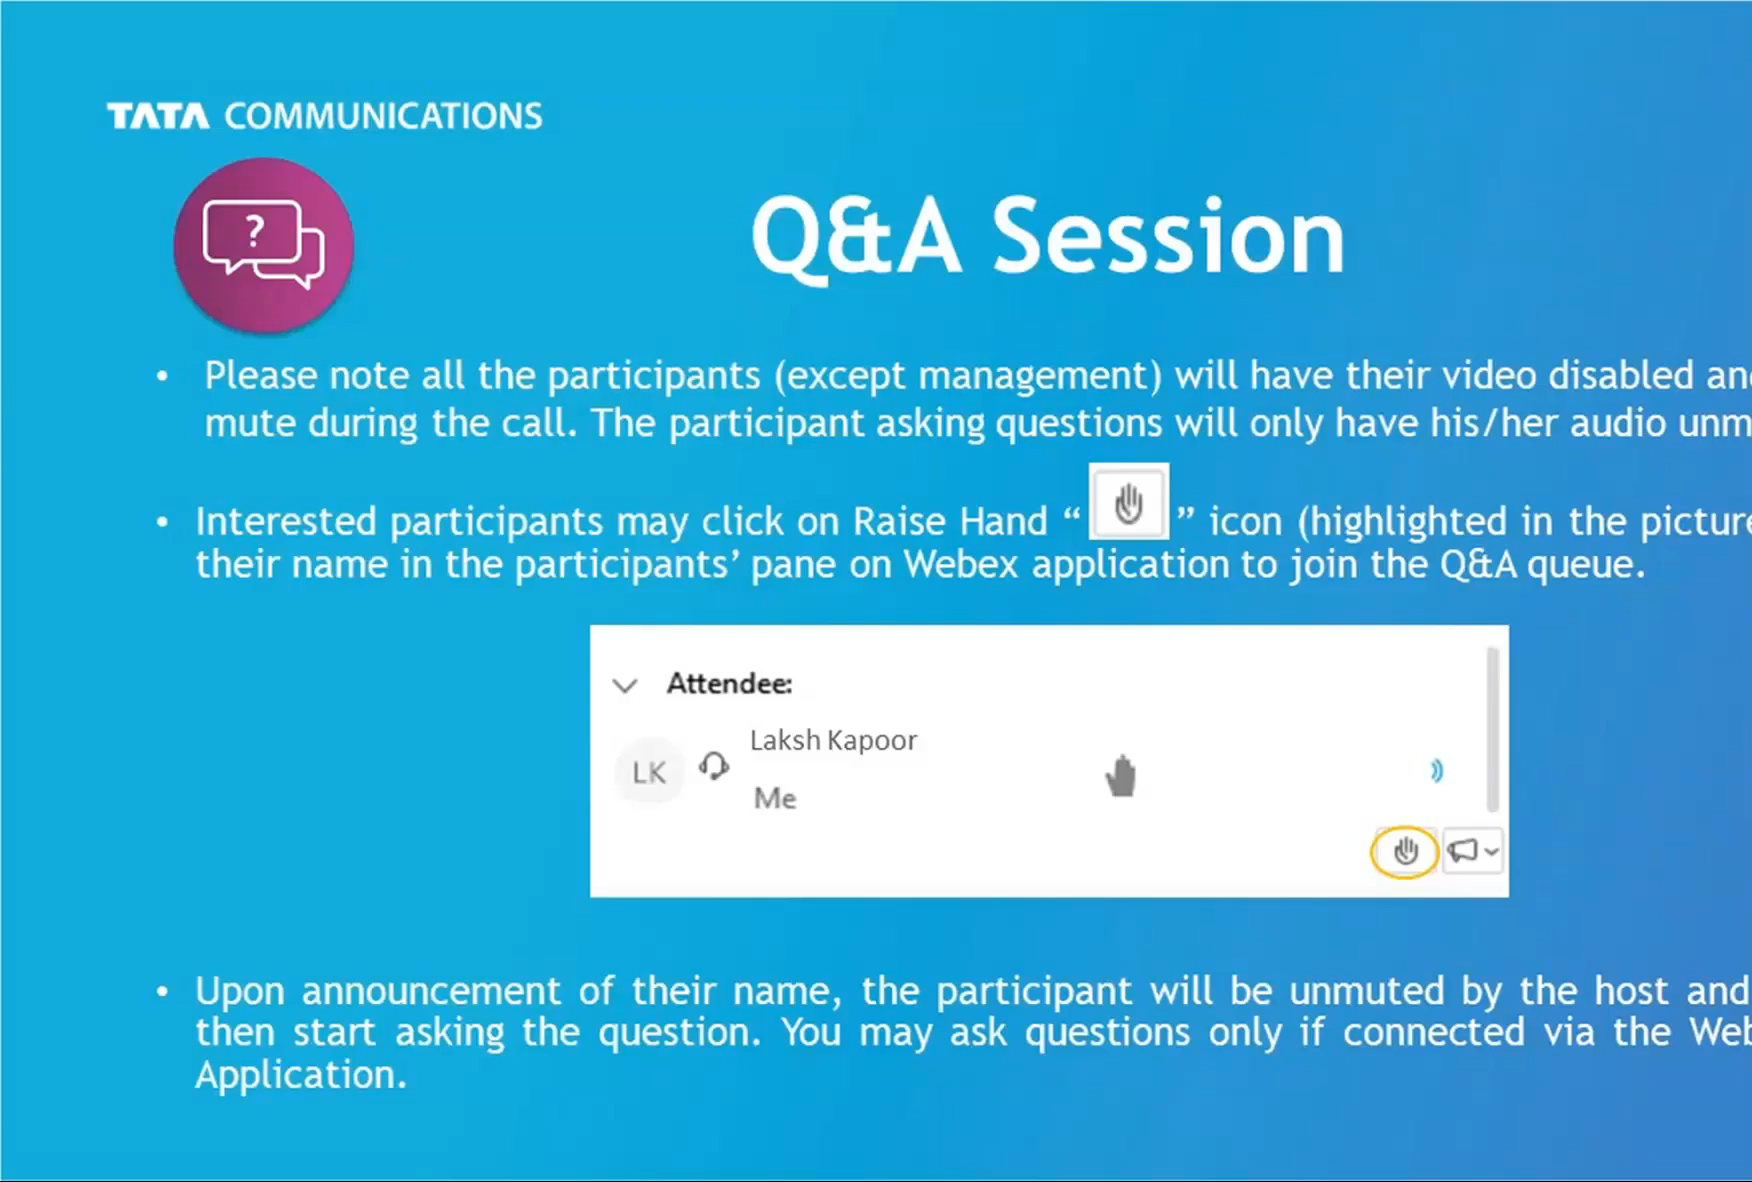 TATA COMMUNICATIONS
?
Q&A Session
• Please note all the participants (except management) will have their video disabled
mute during the call. The participant asking questions will only have his/her audio
• Interested participants may click on Raise Hand “ ” icon (highlighted in the
their name in the participants’ pane on Webex application to join the Q&A queue.
Attendee:
Laksh Kapoor
LK
Me
• Upon announcement of their name, the participant will be unmuted by the host and
then start asking the question. You may ask questions only if connected via the
Application.